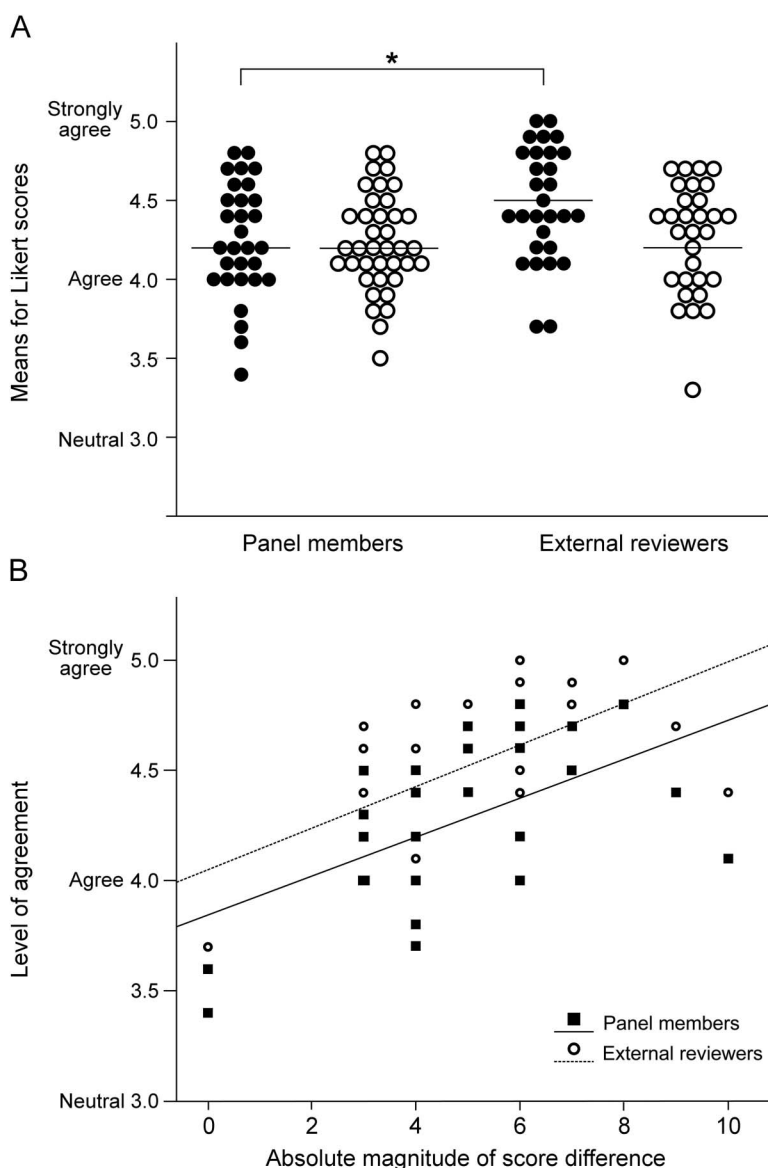 A
*
Strongly
agree 5.0
4.5
Agree 4.0
3.5
Neutral 3.0
Means for Likert scores
Panel members External reviewers
B
Strongly
agree 5.0
4.5
Agree 4.0
3.5
Neutral 3.0
Level of agreement
Panel members
External reviewers
0 2 4 6 8 10
Absolute magnitude of score difference